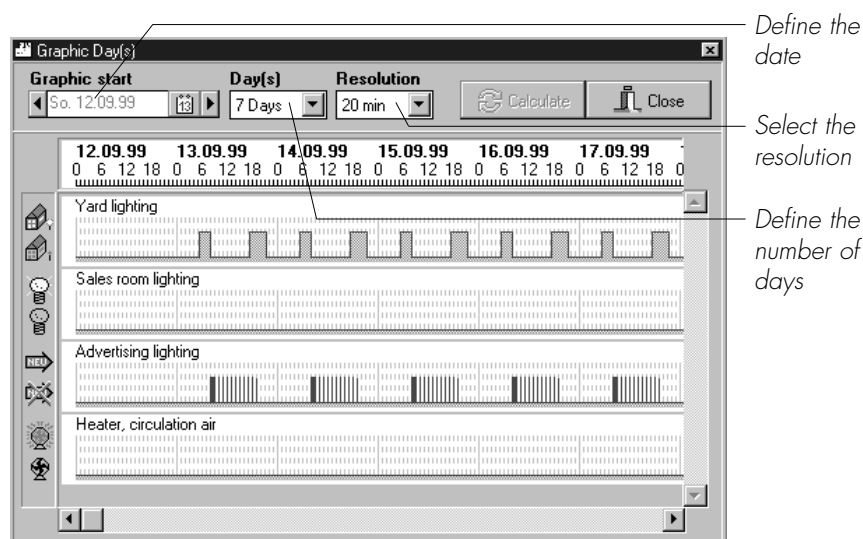 Graphic Day(s)
Define the
date
Graphic start
Day(s)
Resolution
So. 12.09.99
13
7 Days
20 min
Calculate
Close
Select the
resolution
12.09.99 13.09.99 14.09.99 15.09.99 16.09.99 17.09.99
0 6 12 18 0 6 12 18 0 6 12 18 0 6 12 18 0 6 12 18 0 6 12 18 0
Yard lighting
Define the
number of
days
Sales room lighting
Advertising lighting
NEU
Heater, circulation air